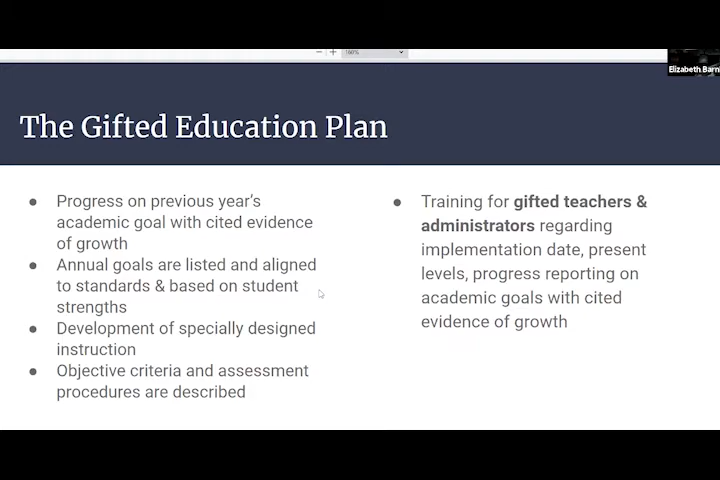 100%
Elizabeth Barn
The Gifted Education Plan
● Progress on previous year's
academic goal with cited evidence
of growth
● Annual goals are listed and aligned
to standards & based on student
strengths
● Development of specially designed
instruction
● Objective criteria and assessment
procedures are described
● Training for gifted teachers &
administrators regarding
implementation date, present
levels, progress reporting on
academic goals with cited
evidence of growth